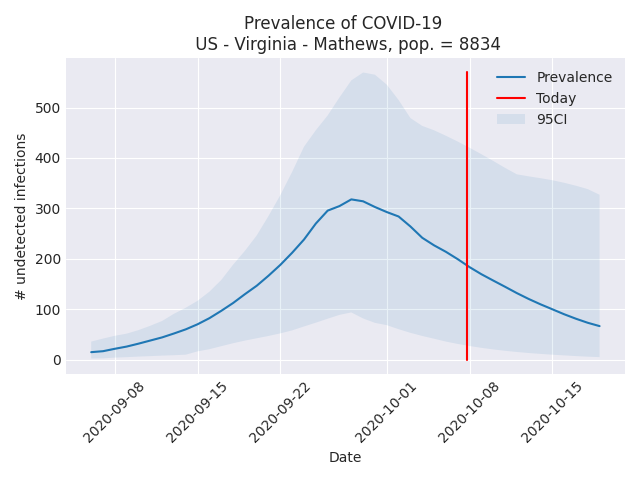 Prevalence of COVID-19
US - Virginia - Mathews, pop. = 8834
Prevalence
Today
95CI
# undetected infections
500
400
300
200
100
0
2020-09-08
2020-09-15
2020-09-22
2020-10-01
2020-10-08
2020-10-15
Date